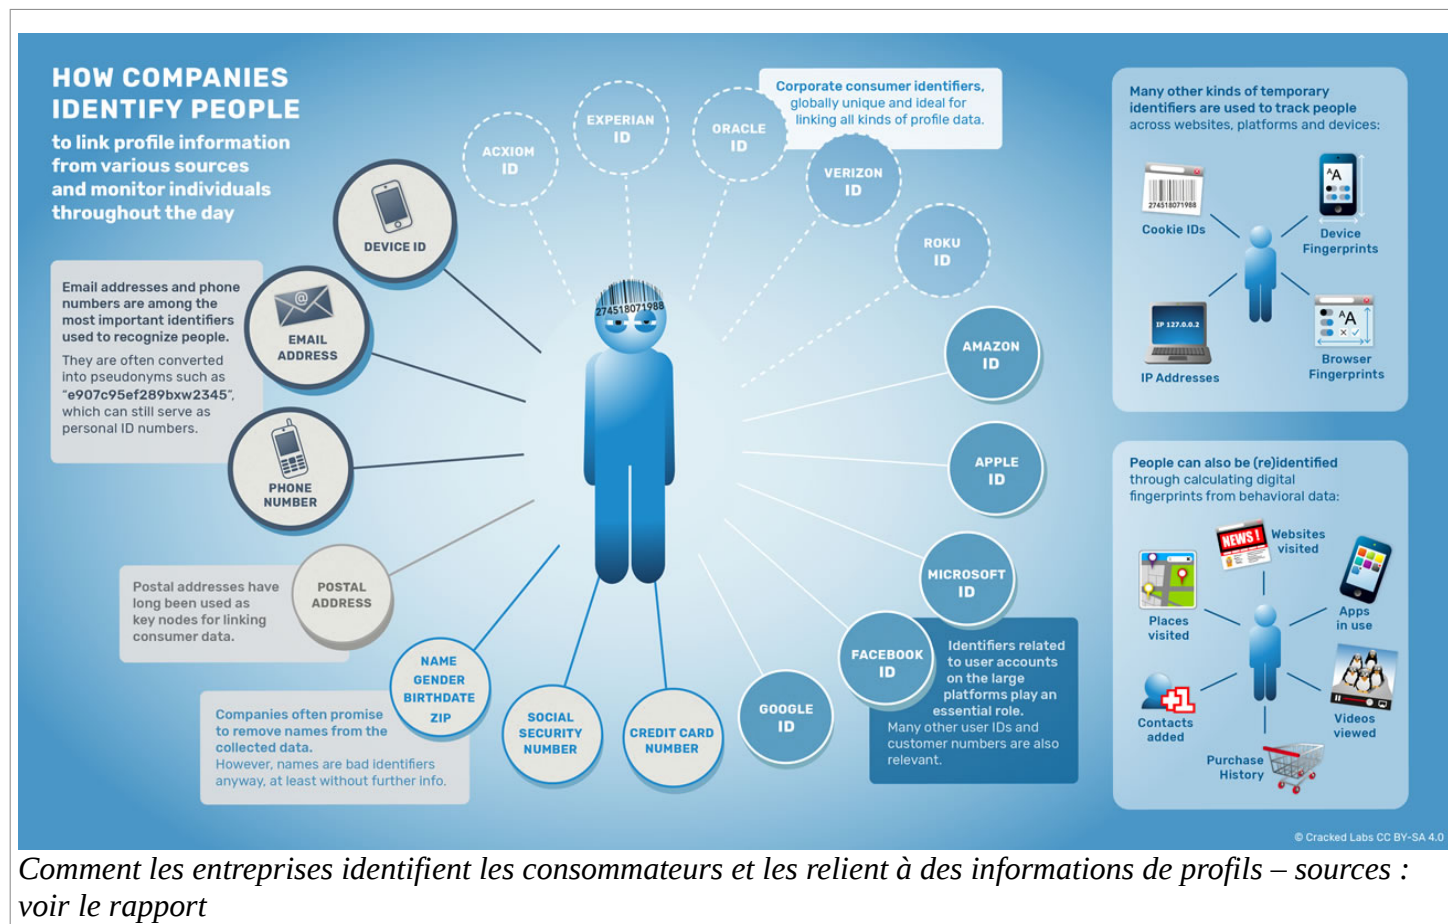 HOW COMPANIES
IDENTIFY PEOPLE
to link profile information
from various sources
and monitor individuals
throughout the day
DEVICE ID
Email addresses and phone
numbers are among the
most important identifiers
used to recognize people.
They are often converted
into pseudonyms such as
“e907c95ef289bxw2345“,
which can still serve as
personal ID numbers.
EMAIL
ADDRESS
PHONE
NUMBER
Postal addresses have
long been used as
key nodes for linking
consumer data.
POSTAL
ADDRESS
Companies often promise
to remove names from the
collected data.
However, names are bad identifiers
anyway, at least without further info.
NAME
GENDER
BIRTHDATE
ZIP
SOCIAL
SECURITY
NUMBER
CREDIT CARD
NUMBER
GOOGLE
ID
FACEBOOK
ID
Identifiers related
to user accounts
on the large
platforms play an
essential role.
Many other user IDs and
customer numbers are also
relevant.
MICROSOFT
ID
APPLE
ID
AMAZON
ID
ROKU
ID
VERIZON
ID
ORACLE
ID
EXPERIAN
ID
ACXIOM
ID
Corporate consumer identifiers,
globally unique and ideal for
linking all kinds of profile data.
274518071988
Many other kinds of temporary
identifiers are used to track people
across websites, platforms and devices:
274518071988
Cookie IDs
AA
Device
Fingerprints
IP 127.0.0.2
IP Addresses
AA
Browser
Fingerprints
People can also be (re)identified
through calculating digital
fingerprints from behavioral data:
NEWS !
Websites
visited
Places
visited
Apps
in use
+1
Contacts
added
Videos
viewed
Purchase
History
© Cracked Labs CC BY-SA 4.0
Comment les entreprises identifient les consommateurs et les relient à des informations de profils – sources :
voir le rapport